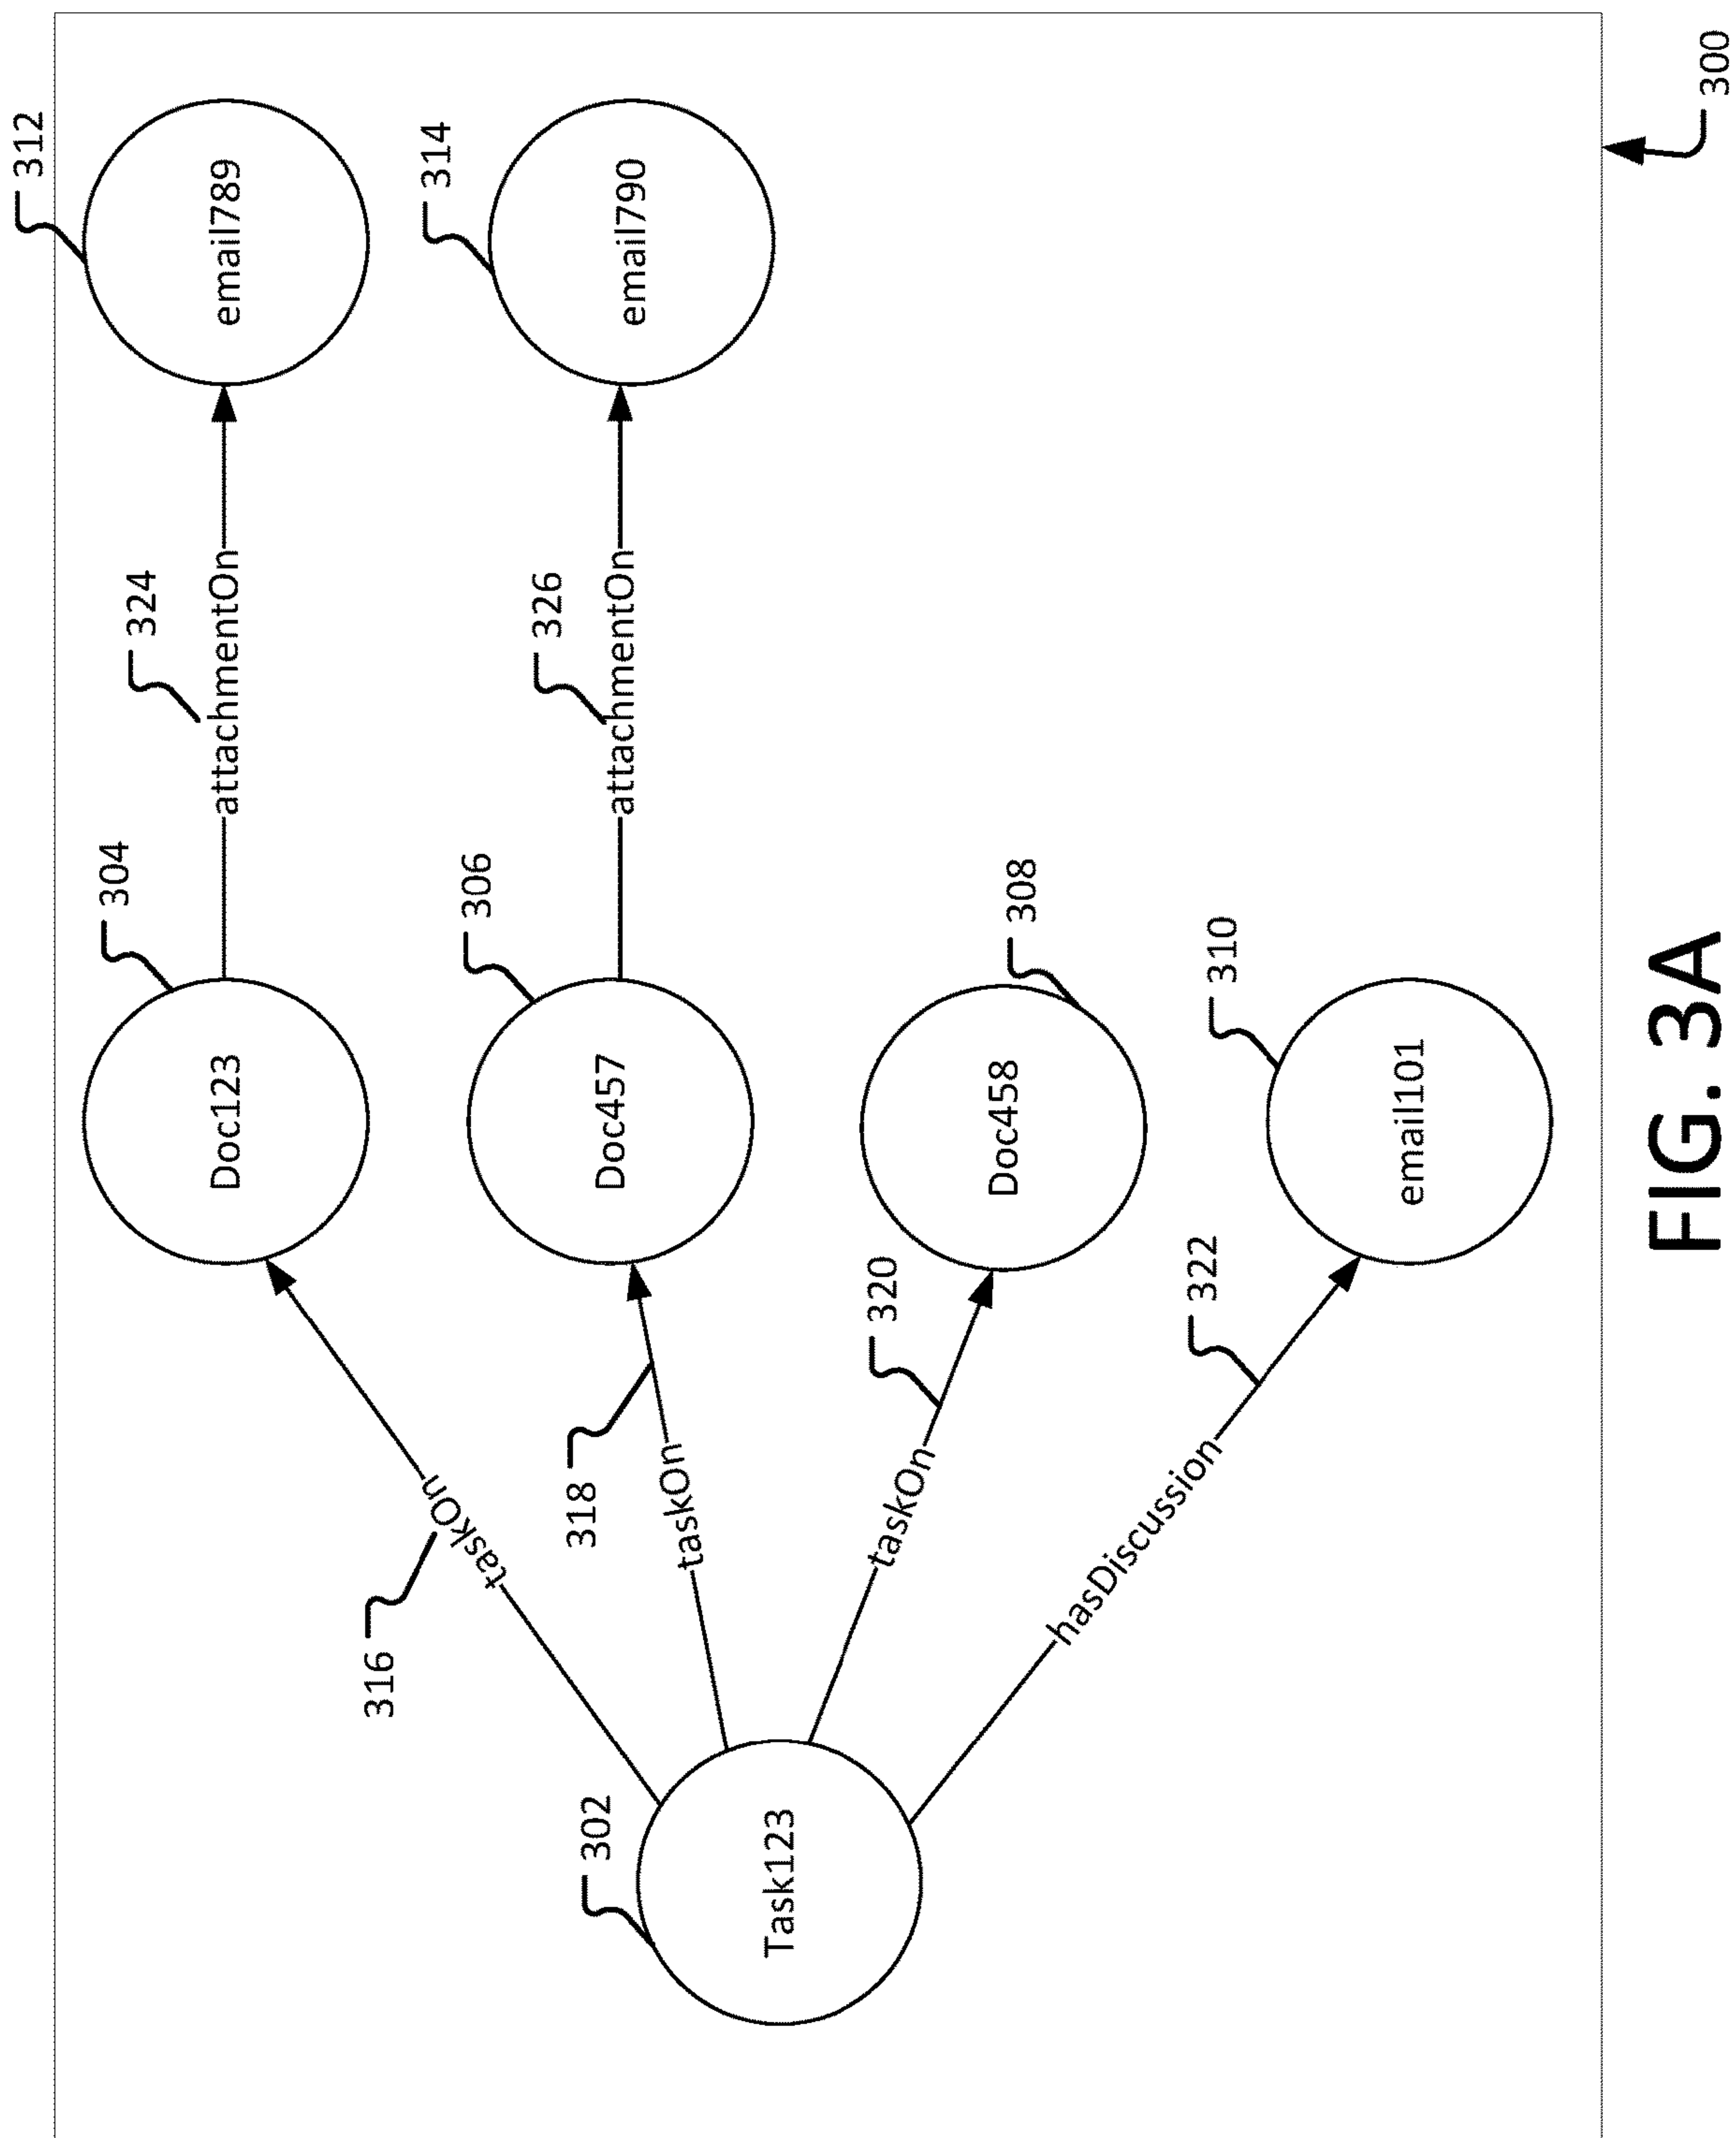 312
email789
324
attachmentOn
304
Doc123
316
taskOn
314
email790
326
attachmentOn
306
Doc457
318
taskOn
302
Task123
308
Doc458
320
taskOn
310
email101
322
hasDiscussion
300
FIG. 3A